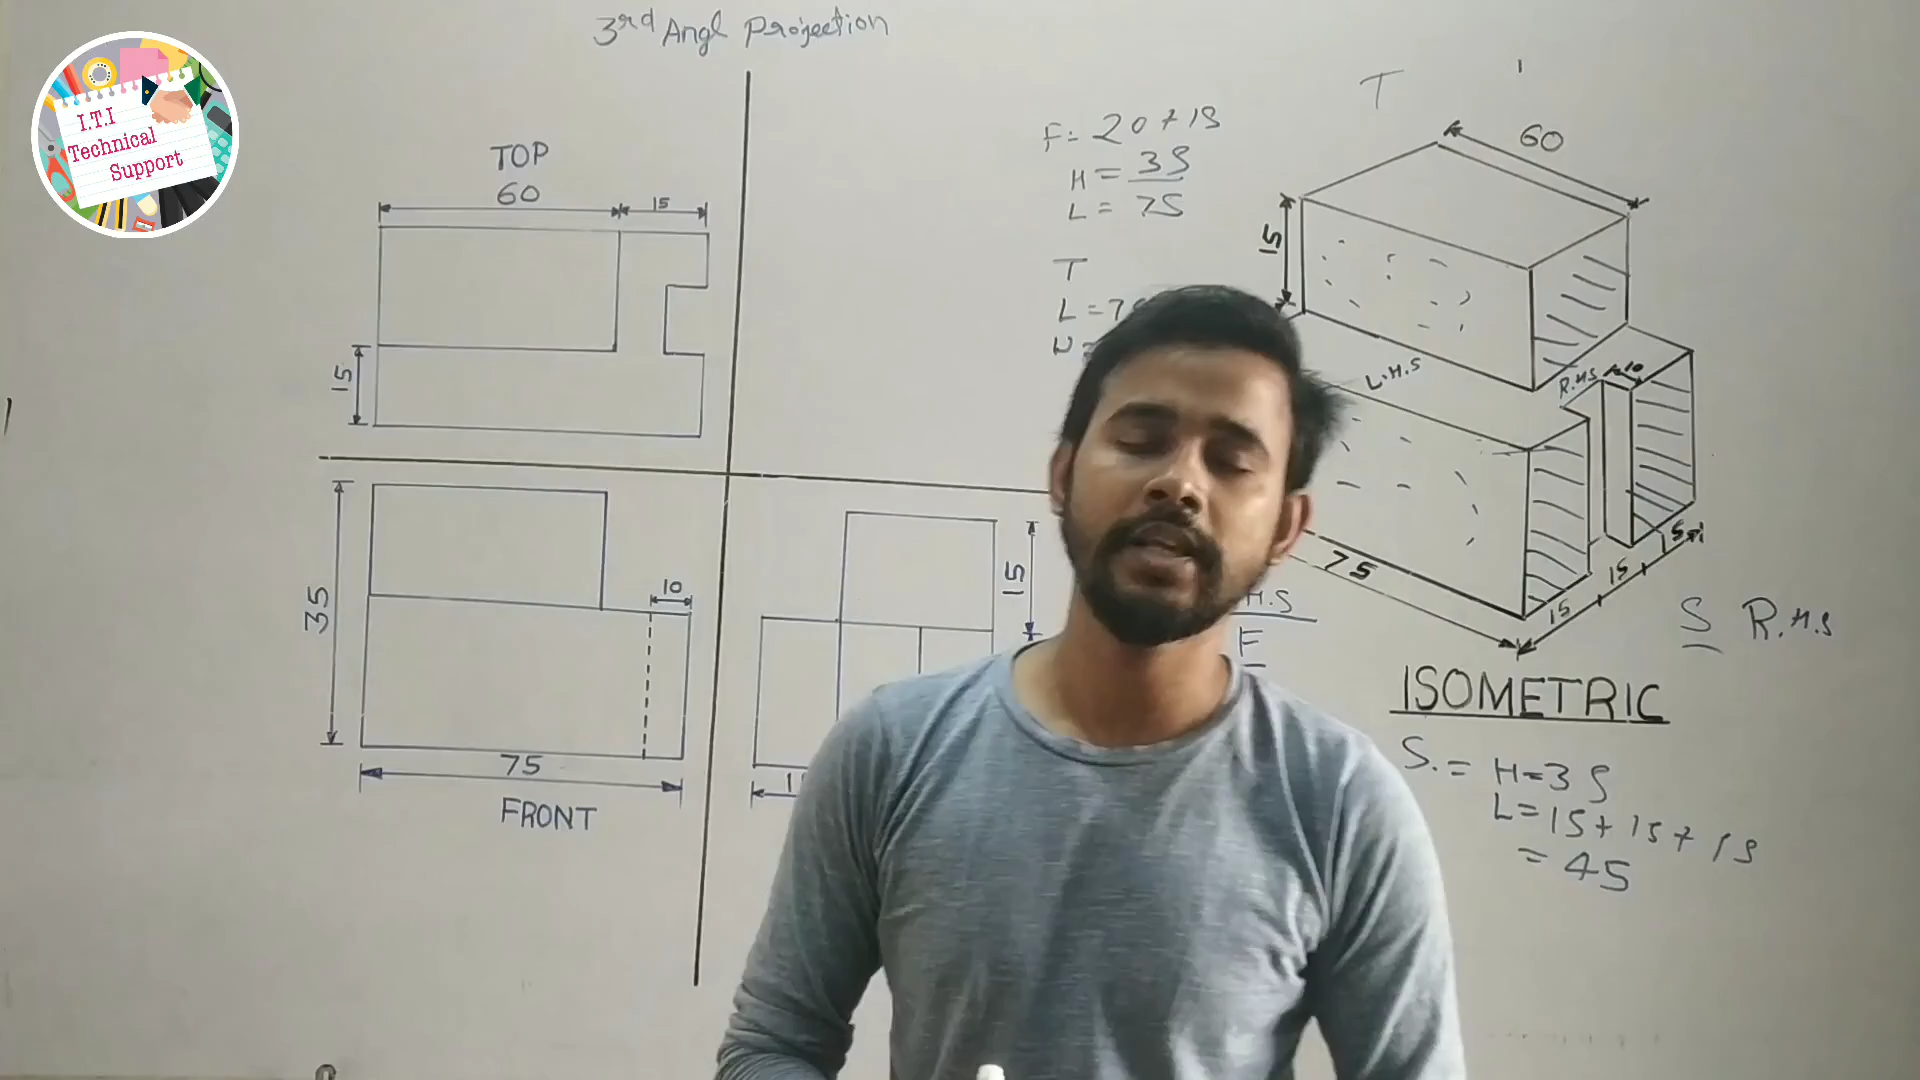 3rd Angl Projection
I.T.I
Technical
Support
TOP
60
15
15
35
10
75
FRONT
15
F= 20+15
H = 35
L = 75
T
L=7
T
60
15
L.H.S
R.H.S
10
75
15
15
H.S
F
S R.H.S
ISOMETRIC
S. = H=35
L=15+15+15
= 45